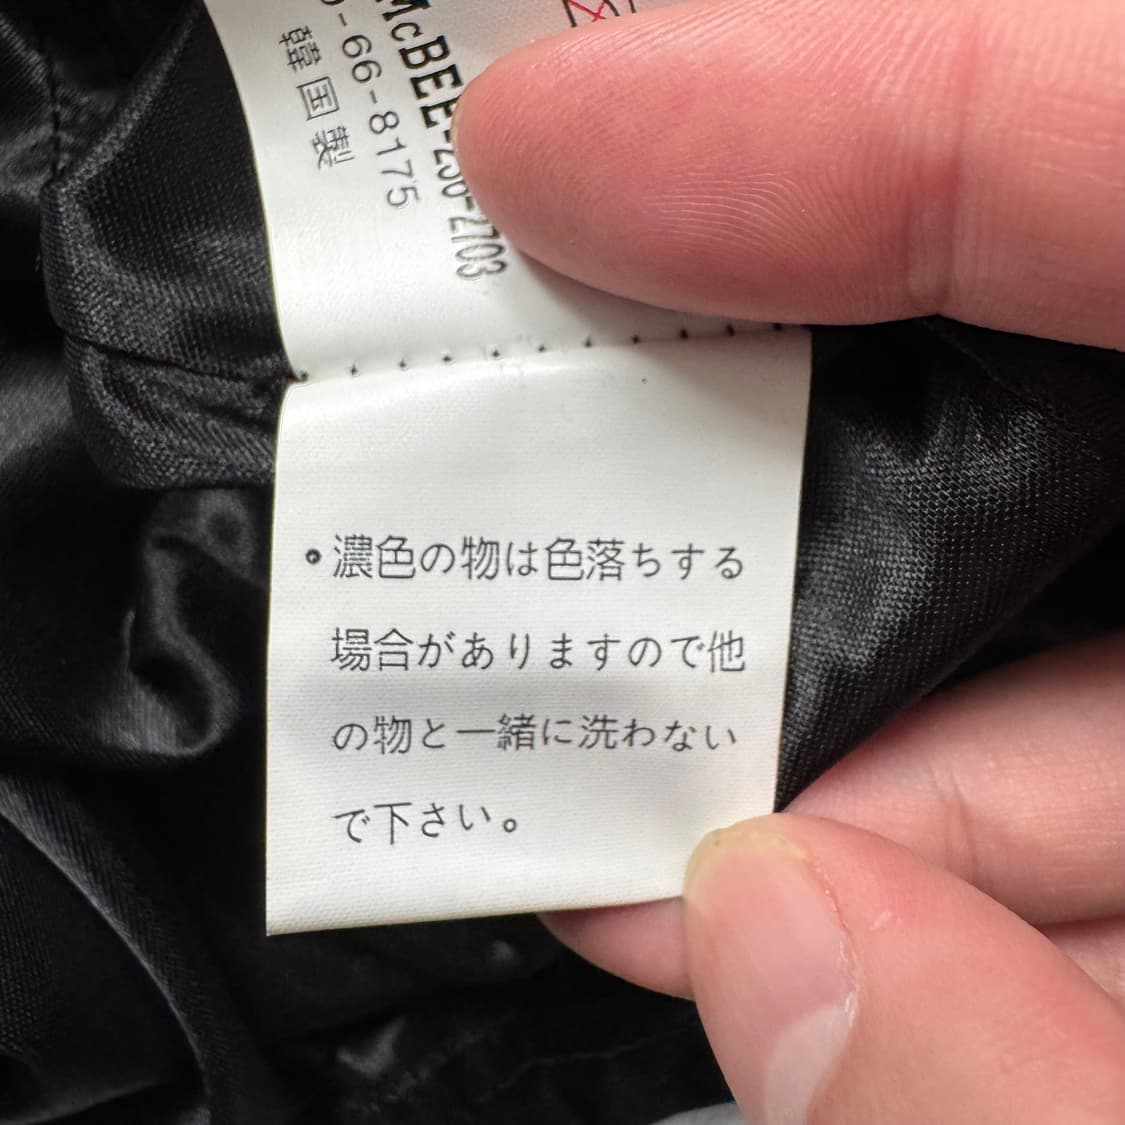 McBEE
-66-8175
韓国製
•濃色の物は色落ちする
場合がありますので他
の物と一緒に洗わない
で下さい。